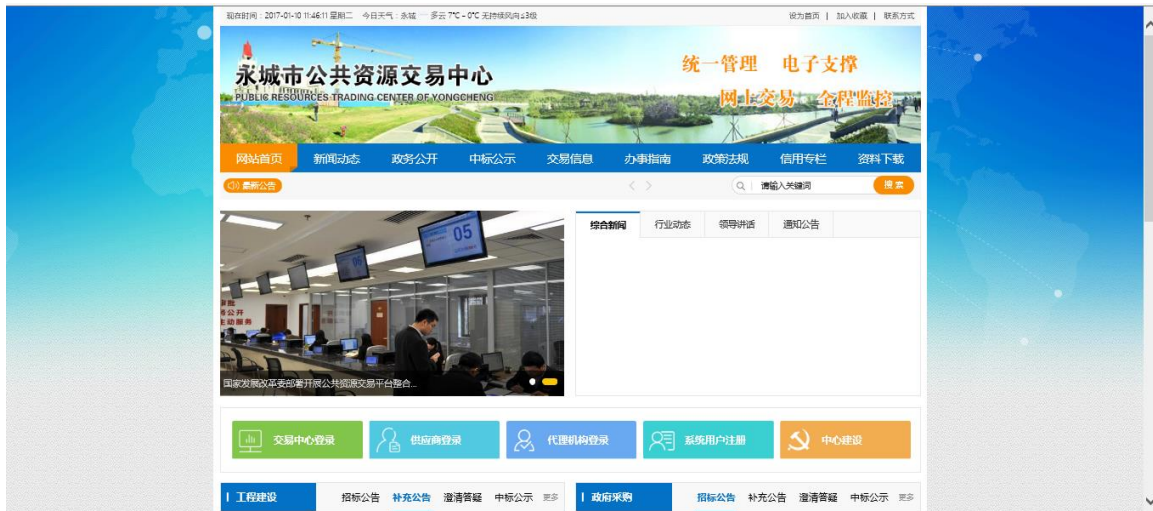 现在时间：2017-01-10 11:46:11 星期二 今日天气：永城 多云 7℃~0℃ 无持续风向≤3级
设为首页 | 加入收藏 | 联系方式
永城市公共资源交易中心
PUBLIC RESOURCES TRADING CENTER OF YONGCHENG
统一管理 电子支撑
网上交易 全程监控
网站首页 新闻动态 政务公开 中标公示 交易信息 办事指南 政策法规 信用专栏 资料下载
最新公告
请输入关键词 搜索
05
06
国家发展改革委部署开展公共资源交易平台整合...
综合新闻 行业动态 领导讲话 通知公告
交易中心登录 供应商登录 代理机构登录 系统用户注册 中心建设
工程建设 招标公告 补充公告 澄清答疑 中标公示 更多
政府采购 招标公告 补充公告 澄清答疑 中标公示 更多